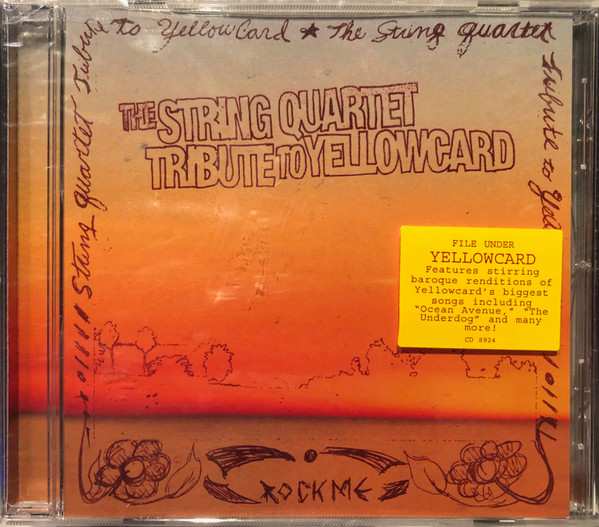 Tribute To Yellowcard ★ The String Quartet
Tribute to Yell
String Quartet
THE STRING QUARTET
TRIBUTE TO YELLOWCARD
FILE UNDER
YELLOWCARD
Features stirring
baroque renditions of
Yellowcard's biggest
songs including
"Ocean Avenue," "The
Underdog" and many
more!
CD 8924
ROCK ME